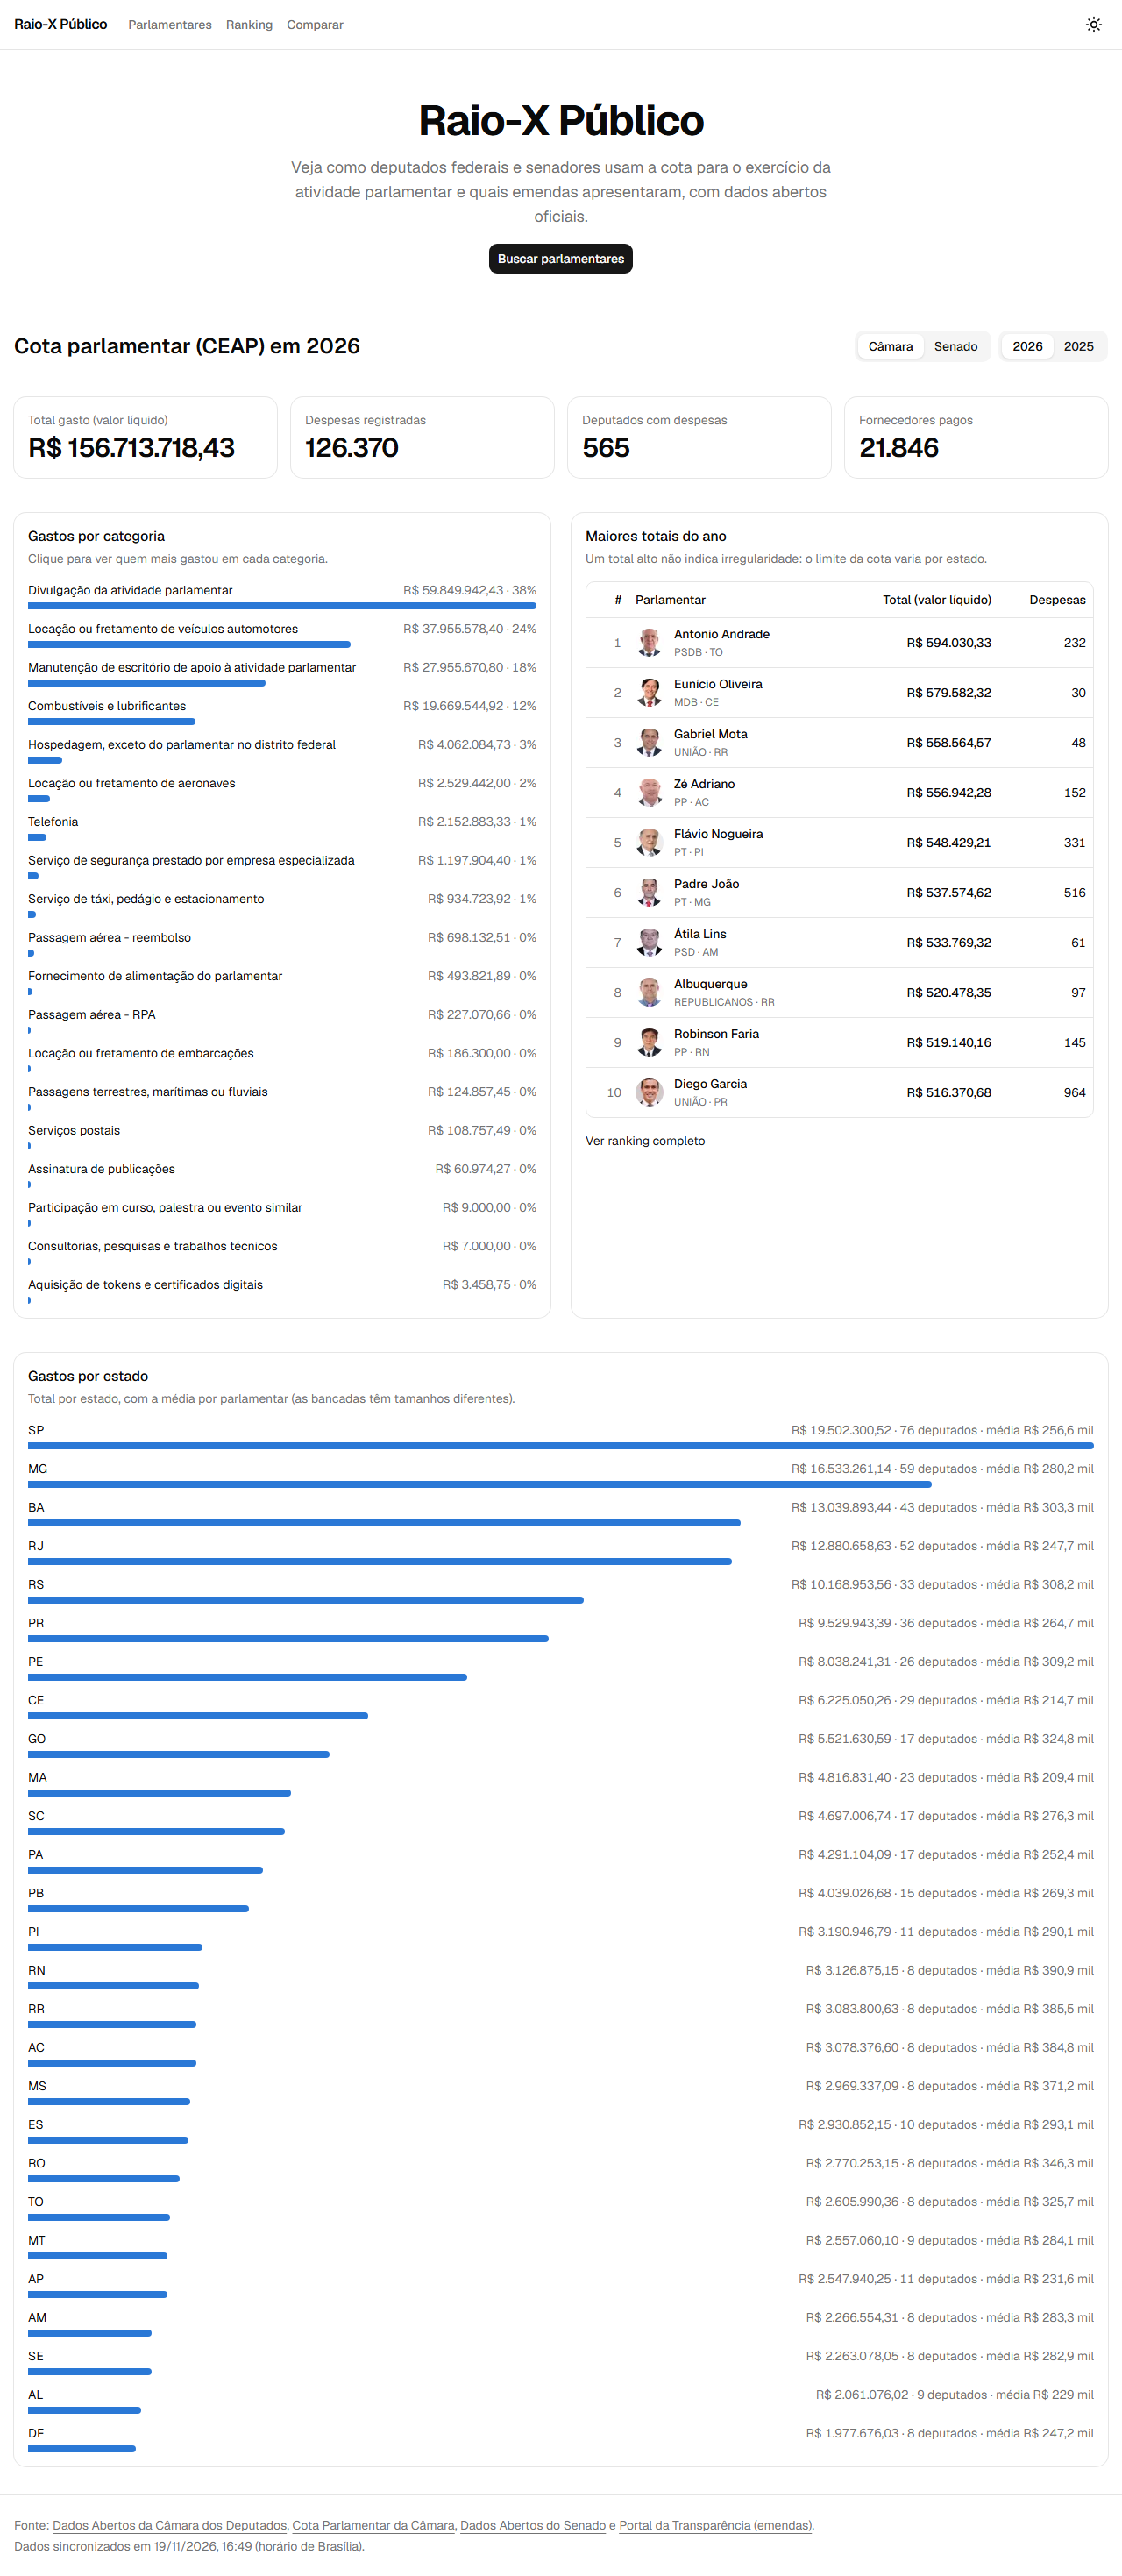 Raio-X Público Parlamentares Ranking Comparar
Raio-X Público
Veja como deputados federais e senadores usam a cota para o exercício da
atividade parlamentar e quais emendas apresentaram, com dados abertos
oficiais.
Buscar parlamentares
Cota parlamentar (CEAP) em 2026
Câmara Senado 2026 2025
Total gasto (valor líquido)
R$ 156.713.718,43
Despesas registradas
126.370
Deputados com despesas
565
Fornecedores pagos
21.846
Gastos por categoria
Clique para ver quem mais gastou em cada categoria.
Divulgação da atividade parlamentar R$ 59.849.942,43 · 38%
Locação ou fretamento de veículos automotores R$ 37.955.578,40 · 24%
Manutenção de escritório de apoio à atividade parlamentar R$ 27.955.670,80 · 18%
Combustíveis e lubrificantes R$ 19.669.544,92 · 12%
Hospedagem, exceto do parlamentar no distrito federal R$ 4.062.084,73 · 3%
Locação ou fretamento de aeronaves R$ 2.529.442,00 · 2%
Telefonia R$ 2.152.883,33 · 1%
Serviço de segurança prestado por empresa especializada R$ 1.197.904,40 · 1%
Serviço de táxi, pedágio e estacionamento R$ 934.723,92 · 1%
Passagem aérea - reembolso R$ 698.132,51 · 0%
Fornecimento de alimentação do parlamentar R$ 493.821,89 · 0%
Passagem aérea - RPA R$ 227.070,66 · 0%
Locação ou fretamento de embarcações R$ 186.300,00 · 0%
Passagens terrestres, marítimas ou fluviais R$ 124.857,45 · 0%
Serviços postais R$ 108.757,49 · 0%
Assinatura de publicações R$ 60.974,27 · 0%
Participação em curso, palestra ou evento similar R$ 9.000,00 · 0%
Consultorias, pesquisas e trabalhos técnicos R$ 7.000,00 · 0%
Aquisição de tokens e certificados digitais R$ 3.458,75 · 0%
Maiores totais do ano
Um total alto não indica irregularidade: o limite da cota varia por estado.
# Parlamentar Total (valor líquido) Despesas
1 Antonio Andrade R$ 594.030,33 232
PSDB · TO
2 Eunício Oliveira R$ 579.582,32 30
MDB · CE
3 Gabriel Mota R$ 558.564,57 48
UNIÃO · RR
4 Zé Adriano R$ 556.942,28 152
PP · AC
5 Flávio Nogueira R$ 548.429,21 331
PT · PI
6 Padre João R$ 537.574,62 516
PT · MG
7 Átila Lins R$ 533.769,32 61
PSD · AM
8 Albuquerque R$ 520.478,35 97
REPUBLICANOS · RR
9 Robinson Faria R$ 519.140,16 145
PP · RN
10 Diego Garcia R$ 516.370,68 964
UNIÃO · PR
Ver ranking completo
Gastos por estado
Total por estado, com a média por parlamentar (as bancadas têm tamanhos diferentes).
SP R$ 19.502.300,52 · 76 deputados · média R$ 256,6 mil
MG R$ 16.533.261,14 · 59 deputados · média R$ 280,2 mil
BA R$ 13.039.893,44 · 43 deputados · média R$ 303,3 mil
RJ R$ 12.880.658,63 · 52 deputados · média R$ 247,7 mil
RS R$ 10.168.953,56 · 33 deputados · média R$ 308,2 mil
PR R$ 9.529.943,39 · 36 deputados · média R$ 264,7 mil
PE R$ 8.038.241,31 · 26 deputados · média R$ 309,2 mil
CE R$ 6.225.050,26 · 29 deputados · média R$ 214,7 mil
GO R$ 5.521.630,59 · 17 deputados · média R$ 324,8 mil
MA R$ 4.816.831,40 · 23 deputados · média R$ 209,4 mil
SC R$ 4.697.006,74 · 17 deputados · média R$ 276,3 mil
PA R$ 4.291.104,09 · 17 deputados · média R$ 252,4 mil
PB R$ 4.039.026,68 · 15 deputados · média R$ 269,3 mil
PI R$ 3.190.946,79 · 11 deputados · média R$ 290,1 mil
RN R$ 3.126.875,15 · 8 deputados · média R$ 390,9 mil
RR R$ 3.083.800,63 · 8 deputados · média R$ 385,5 mil
AC R$ 3.078.376,60 · 8 deputados · média R$ 384,8 mil
MS R$ 2.969.337,09 · 8 deputados · média R$ 371,2 mil
ES R$ 2.930.852,15 · 10 deputados · média R$ 293,1 mil
RO R$ 2.770.253,15 · 8 deputados · média R$ 346,3 mil
TO R$ 2.605.990,36 · 8 deputados · média R$ 325,7 mil
MT R$ 2.557.060,10 · 9 deputados · média R$ 284,1 mil
AP R$ 2.547.940,25 · 11 deputados · média R$ 231,6 mil
AM R$ 2.266.554,31 · 8 deputados · média R$ 283,3 mil
SE R$ 2.263.078,05 · 8 deputados · média R$ 282,9 mil
AL R$ 2.061.076,02 · 9 deputados · média R$ 229 mil
DF R$ 1.977.676,03 · 8 deputados · média R$ 247,2 mil
Fonte: Dados Abertos da Câmara dos Deputados, Cota Parlamentar da Câmara, Dados Abertos do Senado e Portal da Transparência (emendas).
Dados sincronizados em 19/11/2026, 16:49 (horário de Brasília).